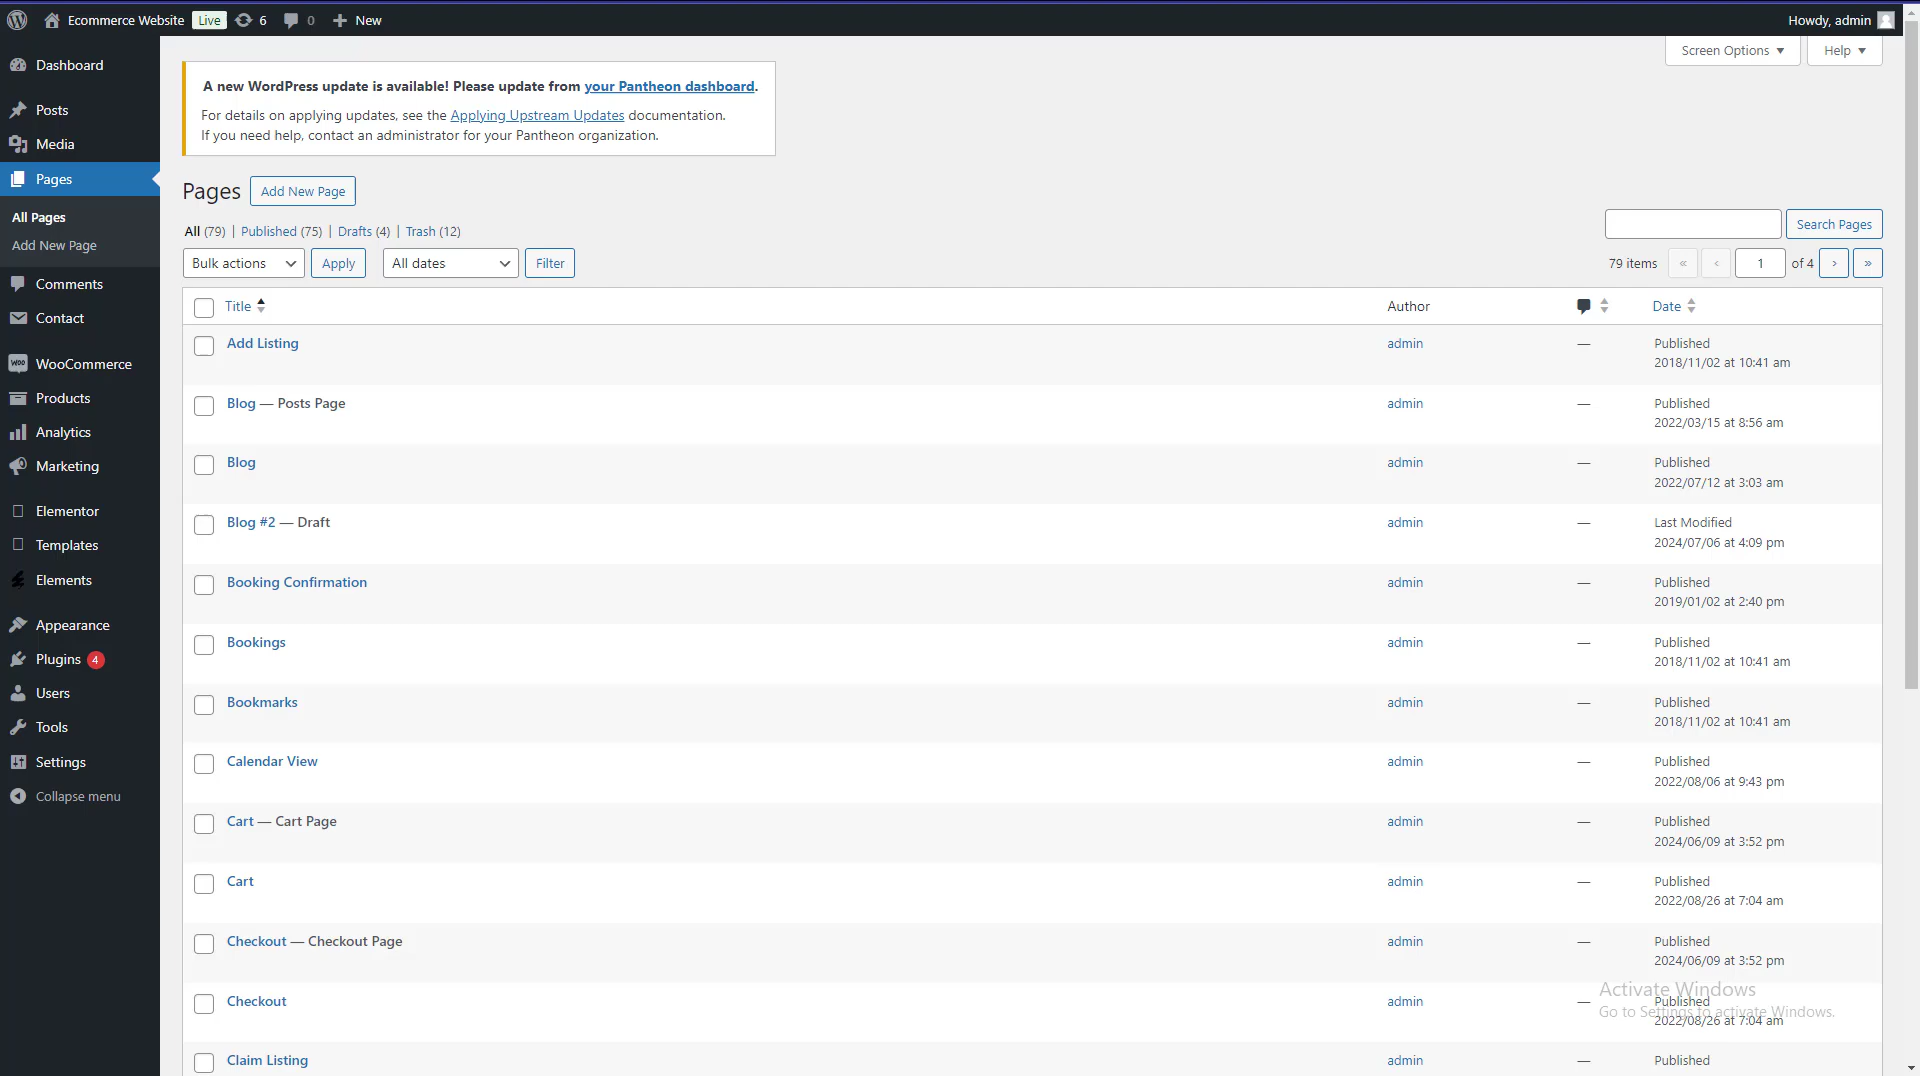 Ecommerce Website Live 6 0 New Howdy, admin
Screen Options Help
Dashboard
Posts
Media
Pages
All Pages
Add New Page
Comments
Contact
WooCommerce
Products
Analytics
Marketing
Elementor
Templates
Elements
Appearance
Plugins 4
Users
Tools
Settings
Collapse menu
A new WordPress update is available! Please update from your Pantheon dashboard.
For details on applying updates, see the Applying Upstream Updates documentation.
If you need help, contact an administrator for your Pantheon organization.
Pages Add New Page
All (79) | Published (75) | Drafts (4) | Trash (12)
Search Pages
Bulk actions Apply All dates Filter 79 items « ‹ 1 of 4 › »
Title Author Date
Add Listing admin — Published
2018/11/02 at 10:41 am
Blog — Posts Page admin — Published
2022/03/15 at 8:56 am
Blog admin — Published
2022/07/12 at 3:03 am
Blog #2 — Draft admin — Last Modified
2024/07/06 at 4:09 pm
Booking Confirmation admin — Published
2019/01/02 at 2:40 pm
Bookings admin — Published
2018/11/02 at 10:41 am
Bookmarks admin — Published
2018/11/02 at 10:41 am
Calendar View admin — Published
2022/08/06 at 9:43 pm
Cart — Cart Page admin — Published
2024/06/09 at 3:52 pm
Cart admin — Published
2022/08/26 at 7:04 am
Checkout — Checkout Page admin — Published
2024/06/09 at 3:52 pm
Checkout admin — Published
2022/08/26 at 7:04 am
Claim Listing admin — Published
Activate Windows
Go to Settings to activate Windows.